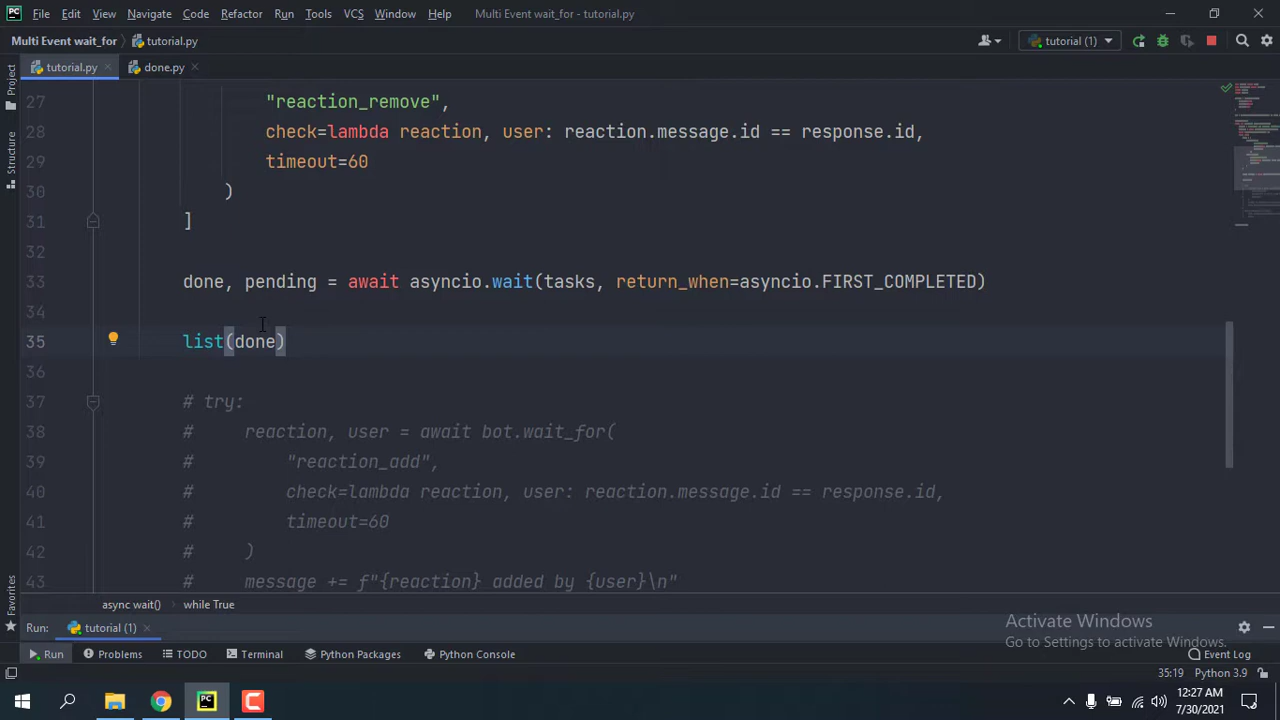 File Edit View Navigate Code Refactor Run Tools VCS Window Help Multi Event wait_for - tutorial.py
Multi Event wait_for tutorial.py tutorial (1)
tutorial.py done.py
Project
Structure
Favorites
27 "reaction_remove",
28 check=lambda reaction, user: reaction.message.id == response.id,
29 timeout=60
30 )
31 ]
32
33 done, pending = await asyncio.wait(tasks, return_when=asyncio.FIRST_COMPLETED)
34
35 list(done)
36
37 # try:
38 # reaction, user = await bot.wait_for(
39 # "reaction_add",
40 # check=lambda reaction, user: reaction.message.id == response.id,
41 # timeout=60
42 # )
43 # message += f"{reaction} added by {user}\n"
async wait() while True
Run: tutorial (1)
Activate Windows
Go to Settings to activate Windows.
Run Problems TODO Terminal Python Packages Python Console Event Log
35:19 Python 3.9
12:27 AM
7/30/2021